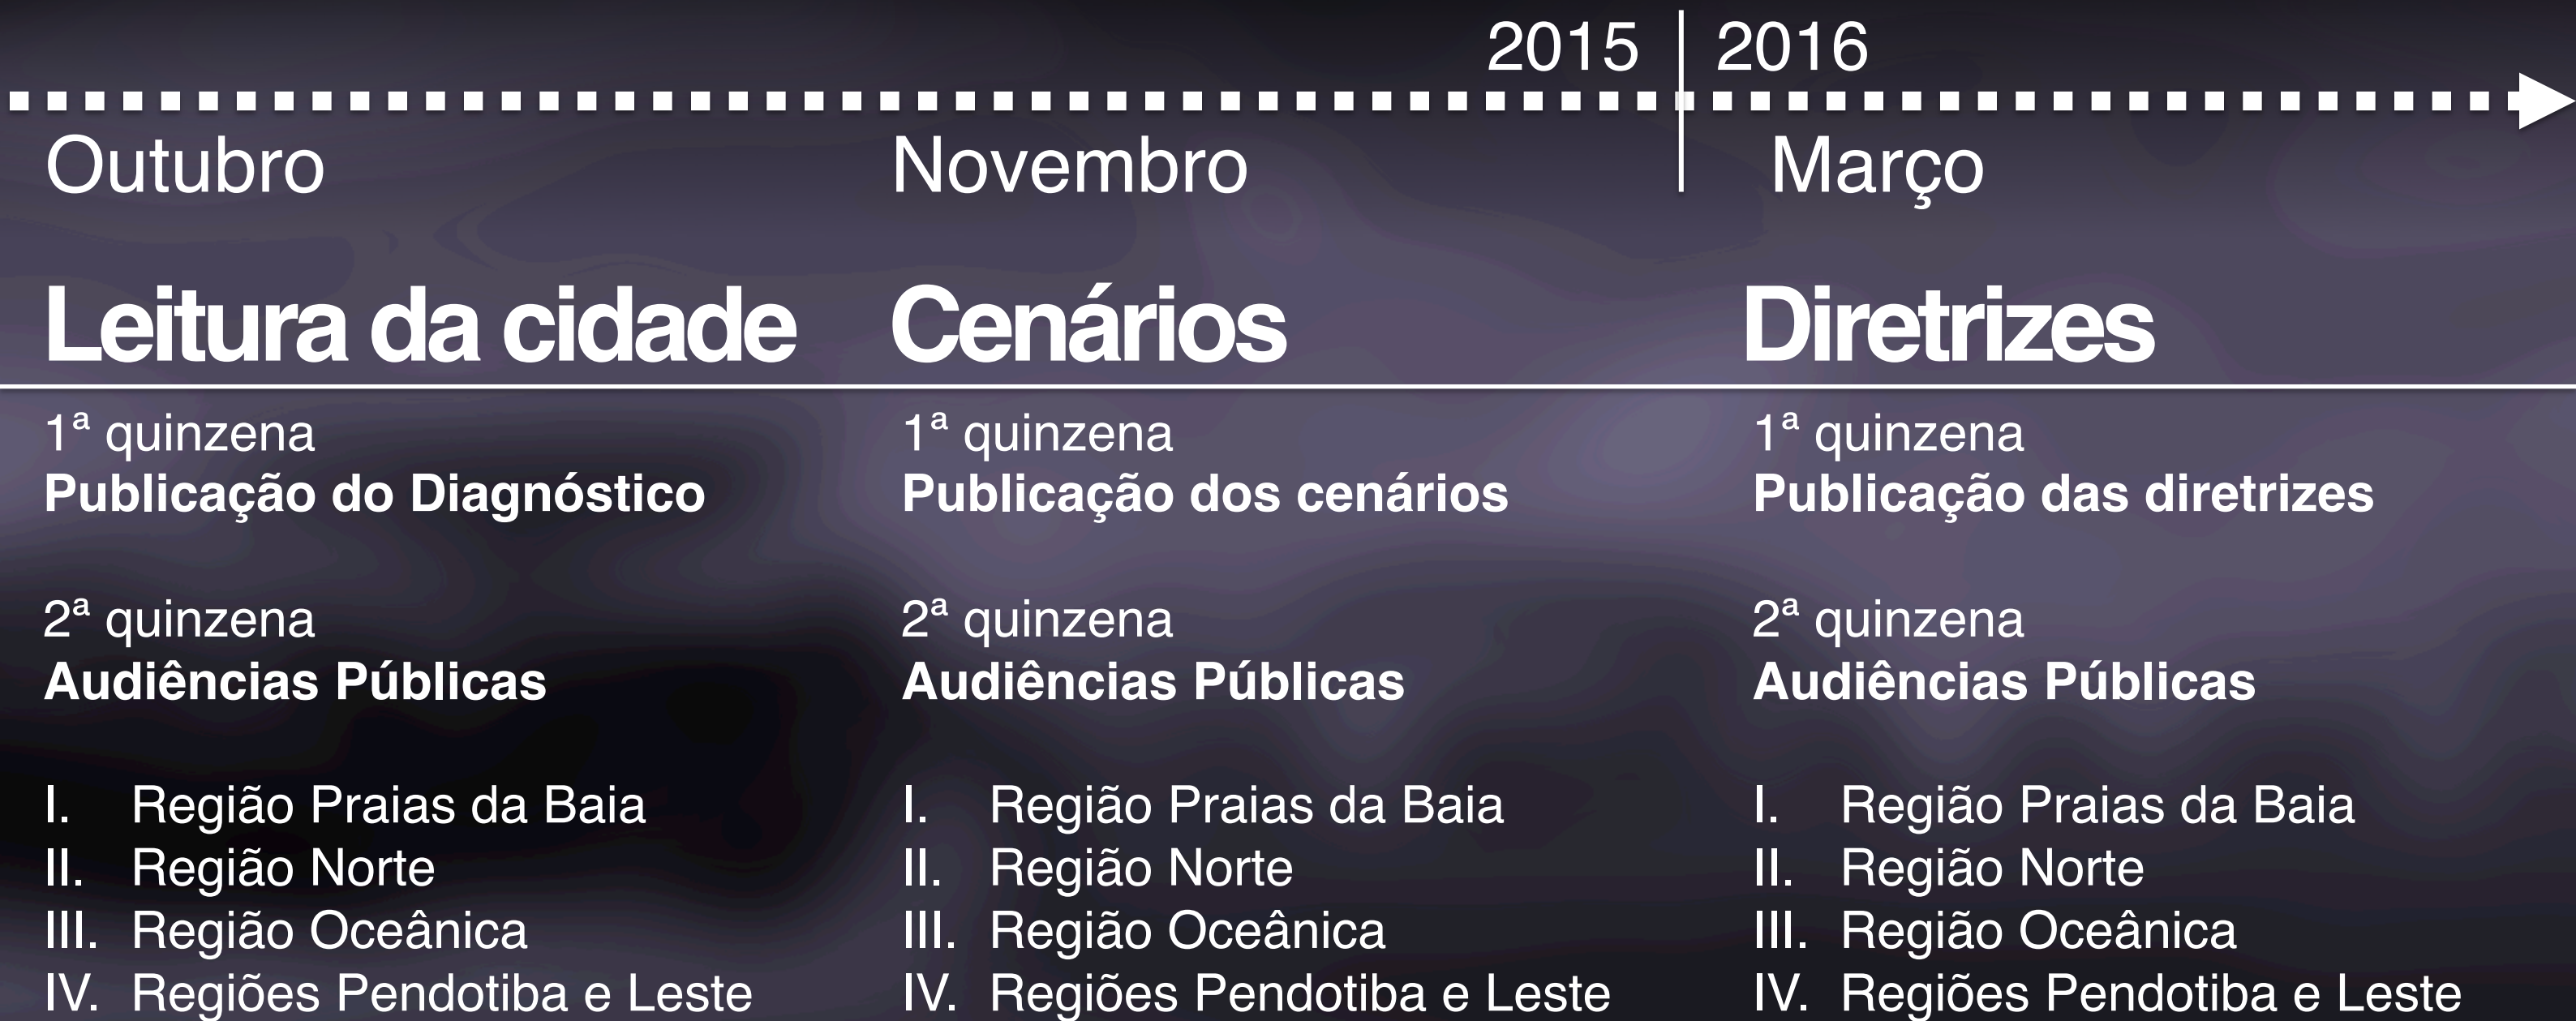 2015 2016
Outubro
Novembro
Março
Leitura da cidade
1ª quinzena
Publicação do Diagnóstico
2ª quinzena
Audiências Públicas
I. Região Praias da Baia
II. Região Norte
III. Região Oceânica
IV. Regiões Pendotiba e Leste
Cenários
1ª quinzena
Publicação dos cenários
2ª quinzena
Audiências Públicas
I. Região Praias da Baia
II. Região Norte
III. Região Oceânica
IV. Regiões Pendotiba e Leste
Diretrizes
1ª quinzena
Publicação das diretrizes
2ª quinzena
Audiências Públicas
I. Região Praias da Baia
II. Região Norte
III. Região Oceânica
IV. Regiões Pendotiba e Leste